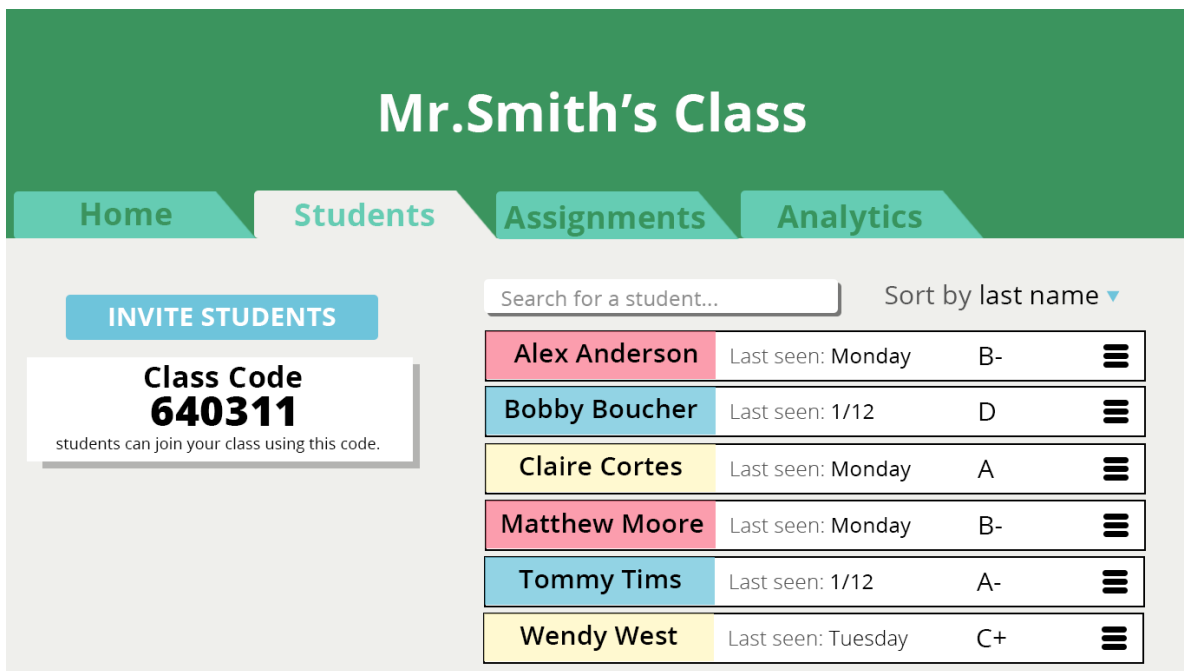 Mr.Smith's Class
Home Students Assignments Analytics
INVITE STUDENTS
Class Code
640311
students can join your class using this code.
Search for a student... Sort by last name
Alex Anderson Last seen: Monday B-
Bobby Boucher Last seen: 1/12 D
Claire Cortes Last seen: Monday A
Matthew Moore Last seen: Monday B-
Tommy Tims Last seen: 1/12 A-
Wendy West Last seen: Tuesday C+